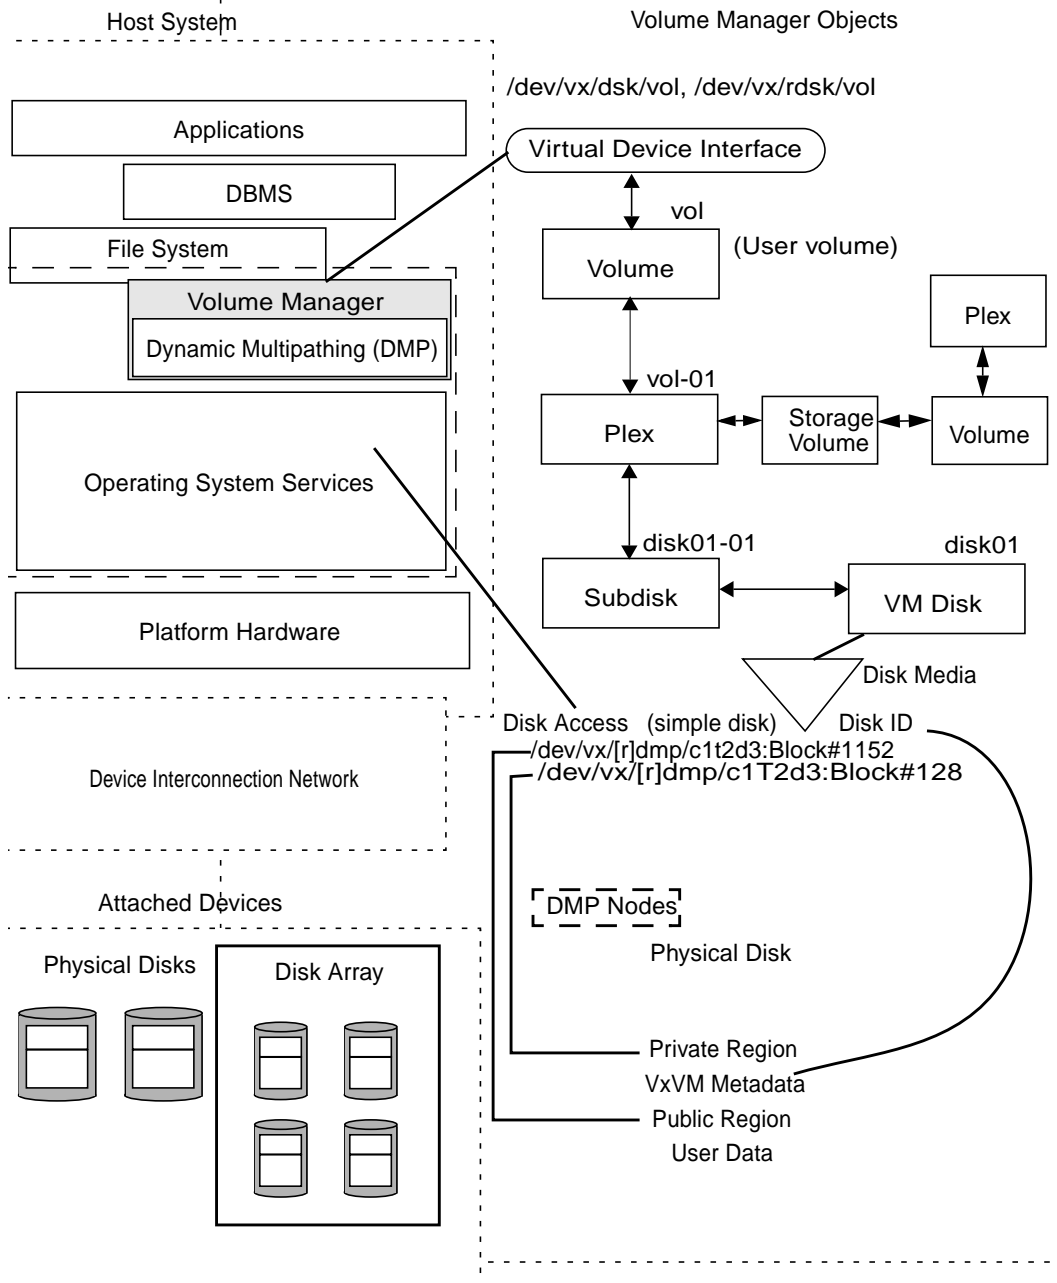 Host System
Volume Manager Objects
/dev/vx/dsk/vol, /dev/vx/rdsk/vol
Applications
Virtual Device Interface
DBMS
vol
File System
(User volume)
Volume
Volume Manager
Plex
Dynamic Multipathing (DMP)
vol-01
Plex
Storage
Volume
Volume
Operating System Services
disk01-01
disk01
Subdisk
VM Disk
Platform Hardware
Disk Media
Disk Access (simple disk) Disk ID
/dev/vx/[r]dmp/c1t2d3:Block#1152
/dev/vx/[r]dmp/c1T2d3:Block#128
Device Interconnection Network
DMP Nodes
Attached Devices
Physical Disk
Physical Disks
Disk Array
Private Region
VxVM Metadata
Public Region
User Data